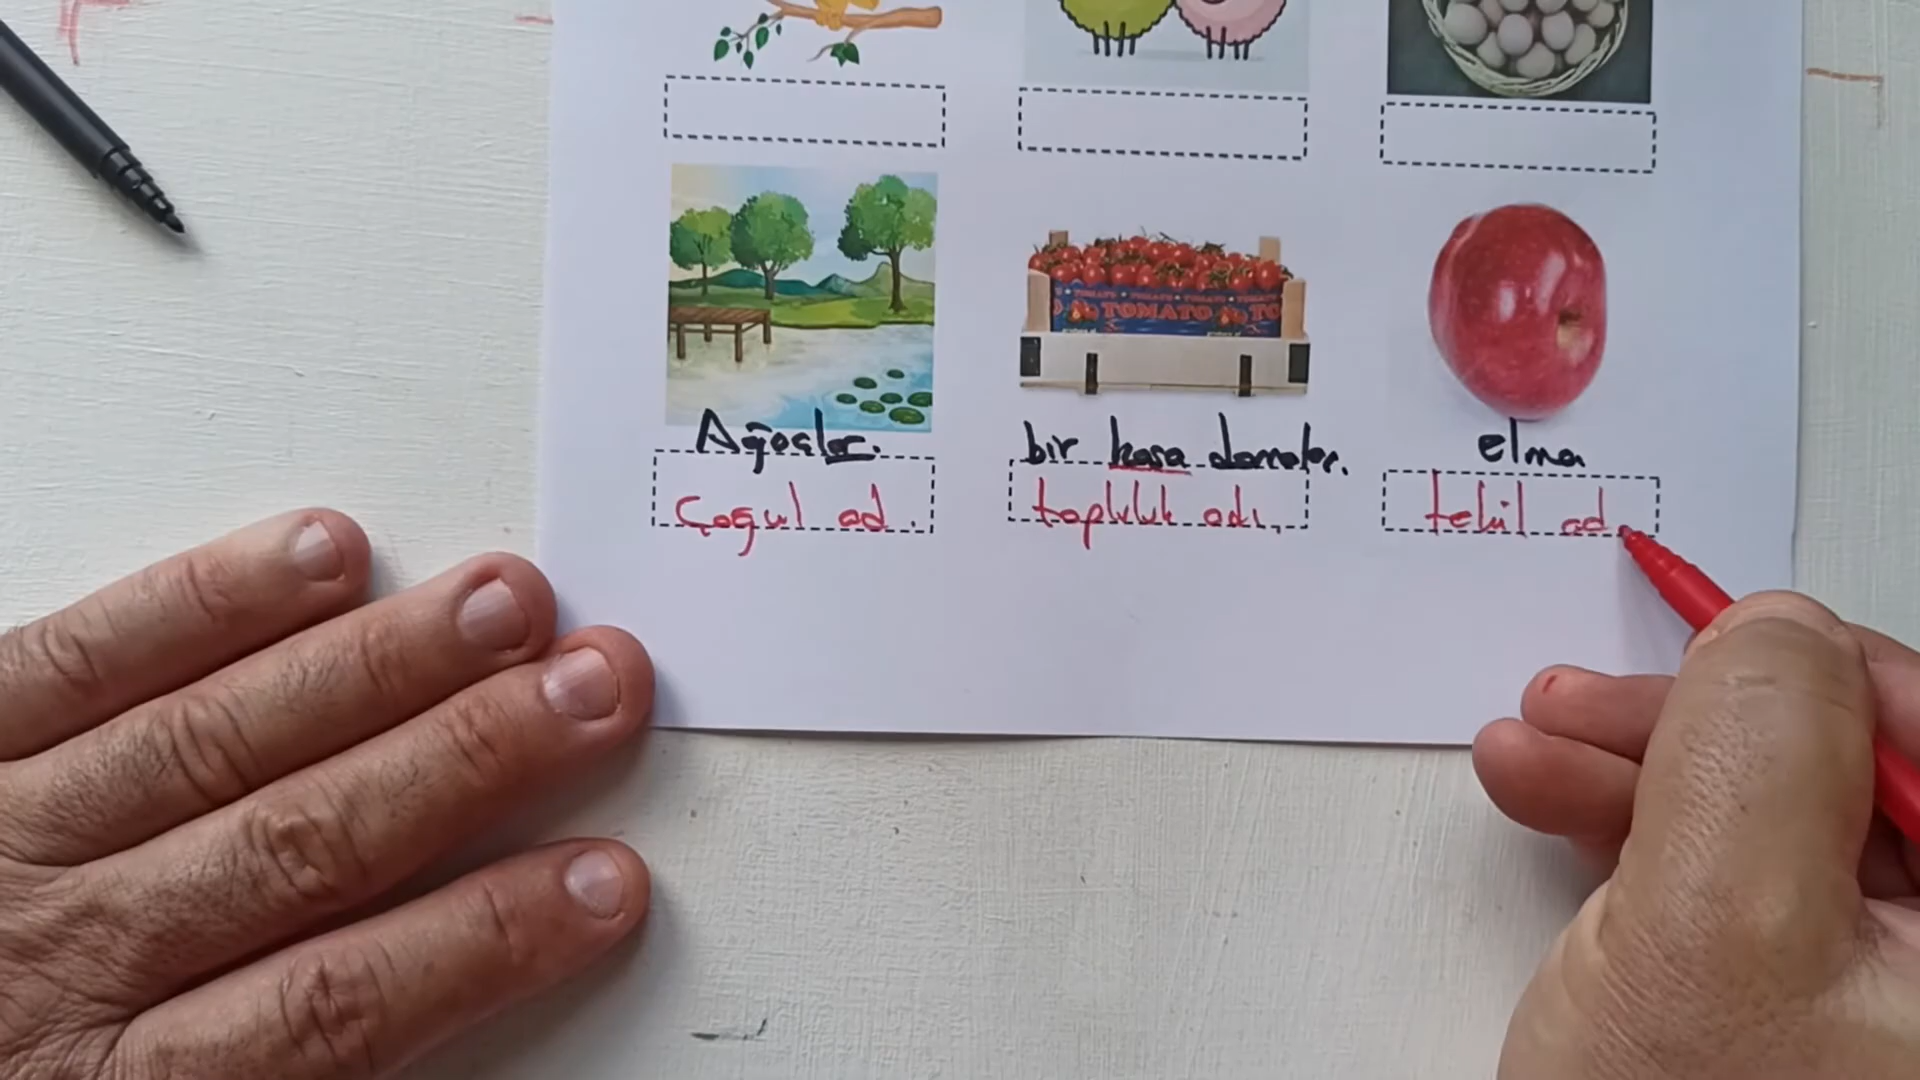 TOMATO TO
Ağaçlar.
bir kasa domates.
elma
Çoğul ad.
topluluk adı.
tekil ad.